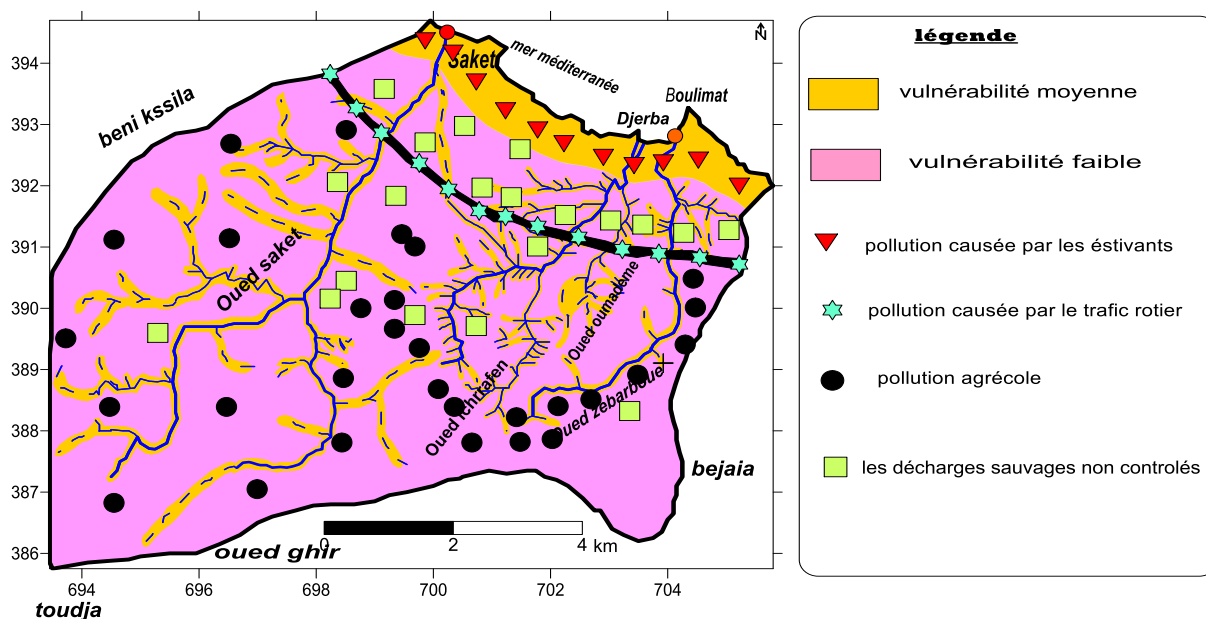 N
394
393
392
391
390
389
388
387
386
694
696
698
700
702
704
beni kssila
Saket
mer méditerranée
Djerba
Boulimat
Oued saket
Oued oumademe
Oued Ichrtafen
Oued zebarboue
bejaia
oued ghir
toudja
0 2 4 km
légende
vulnérabilité moyenne
vulnérabilité faible
pollution causée par les éstivants
pollution causée par le trafic rotier
pollution agrécole
les décharges sauvages non controlés